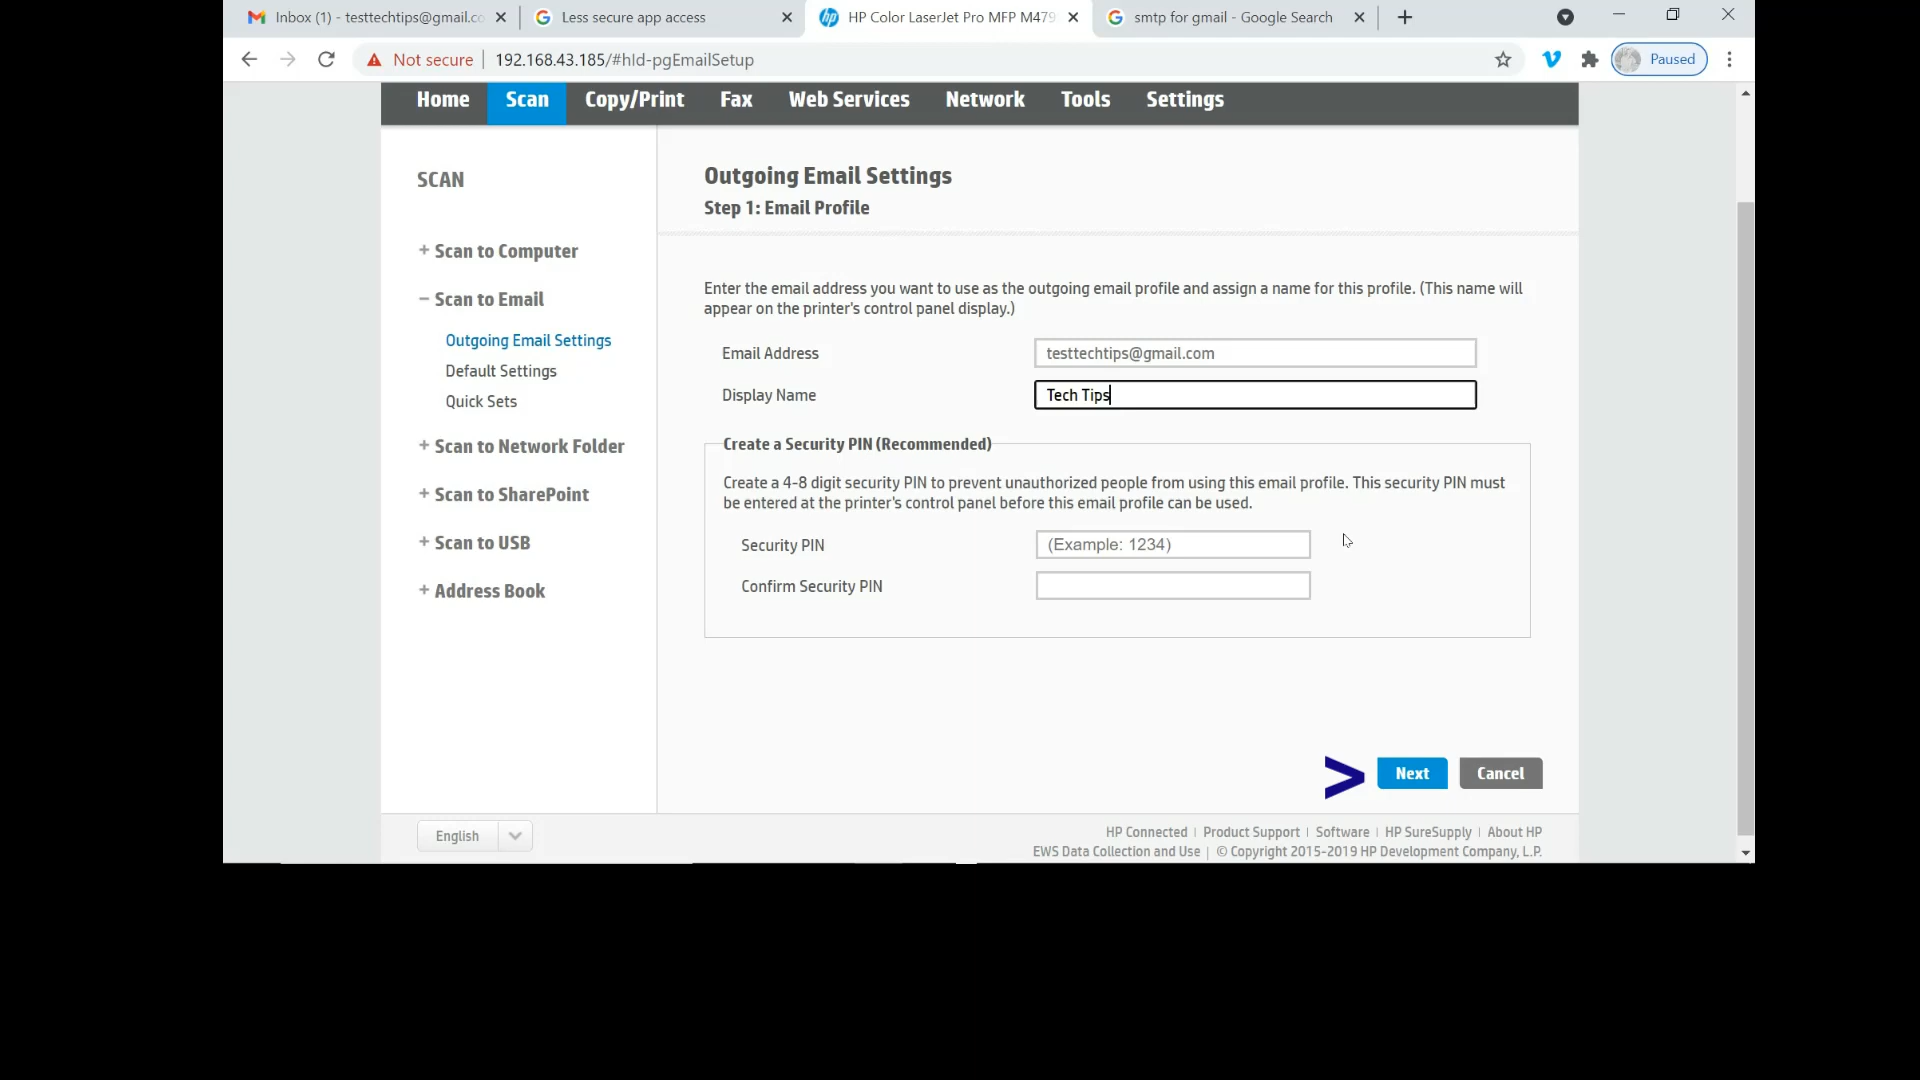 Inbox (1) - testtechtips@gmail.co
Less secure app access
HP Color LaserJet Pro MFP M479
smtp for gmail - Google Search
Not secure
192.168.43.185/#hId-pgEmailSetup
Paused
Home Scan Copy/Print Fax Web Services Network Tools Settings
SCAN
+ Scan to Computer
− Scan to Email
Outgoing Email Settings
Default Settings
Quick Sets
+ Scan to Network Folder
+ Scan to SharePoint
+ Scan to USB
+ Address Book
Outgoing Email Settings
Step 1: Email Profile
Enter the email address you want to use as the outgoing email profile and assign a name for this profile. (This name will
appear on the printer's control panel display.)
Email Address testtechtips@gmail.com
Display Name Tech Tips
Create a Security PIN (Recommended)
Create a 4-8 digit security PIN to prevent unauthorized people from using this email profile. This security PIN must
be entered at the printer's control panel before this email profile can be used.
Security PIN (Example: 1234)
Confirm Security PIN
> Next Cancel
English
HP Connected | Product Support | Software | HP SureSupply | About HP
EWS Data Collection and Use | © Copyright 2015-2019 HP Development Company, L.P.